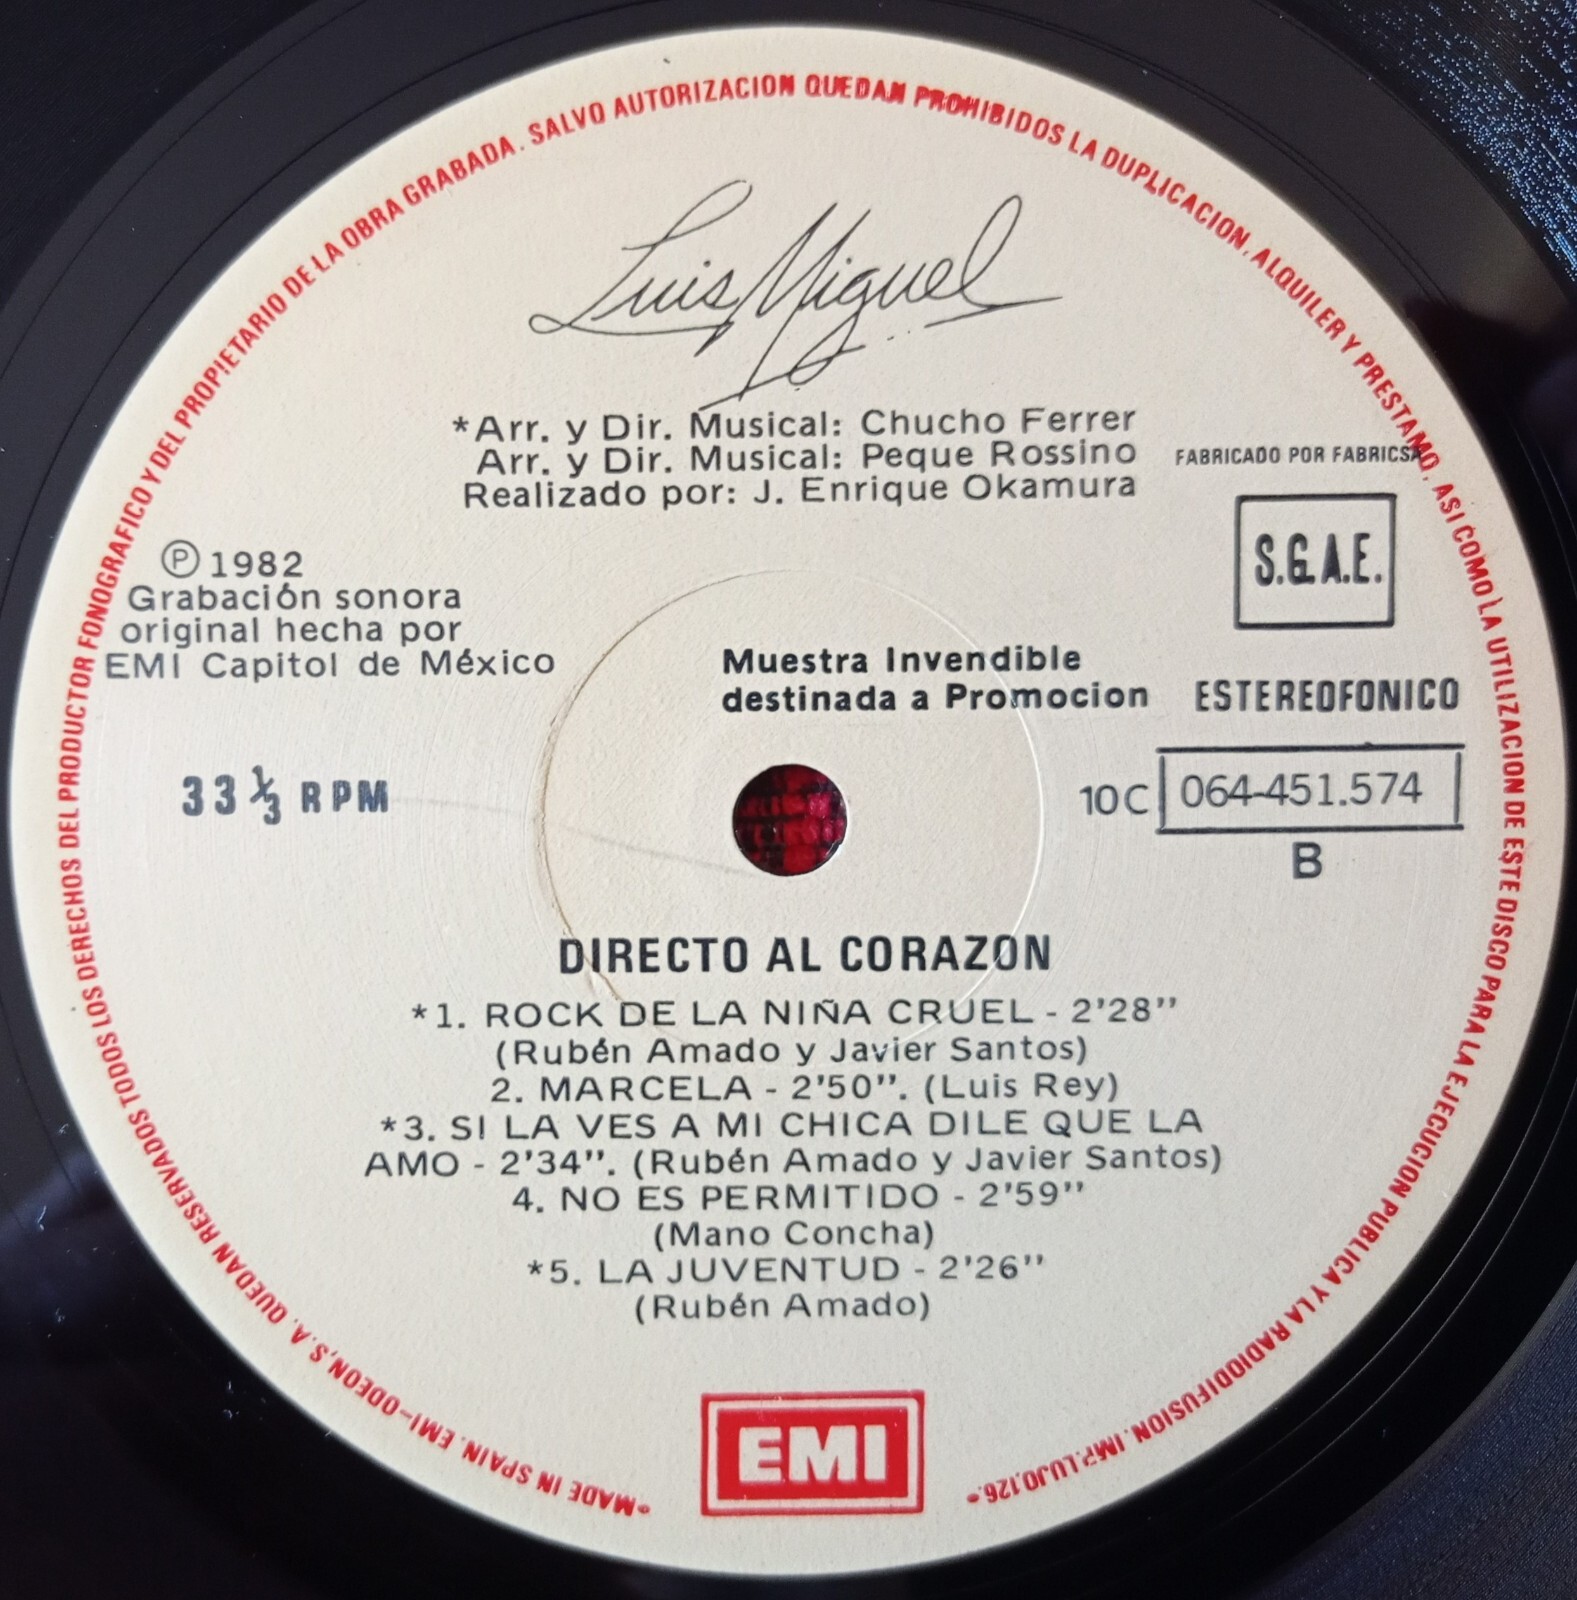 *MADE IN SPAIN. EMI-ODEON, S.A. QUEDAN RESERVADOS TODOS LOS DERECHOS DEL PRODUCTOR FONOGRAFICO Y DEL PROPIETARIO DE LA OBRA GRABADA. SALVO AUTORIZACION QUEDAN PROHIBIDOS LA DUPLICACION, ALQUILER Y PRESTAMO, ASI COMO LA UTILIZACION DE ESTE DISCO PARA LA EJECUCION PUBLICA Y LA RADIODIFUSION. IMP. LUJO, 126.*
Luis Miguel
*Arr. y Dir. Musical: Chucho Ferrer
Arr. y Dir. Musical: Peque Rossino
Realizado por: J. Enrique Okamura
FABRICADO POR FABRICSA
S.G.A.E.
Ⓟ 1982
Grabación sonora
original hecha por
EMI Capitol de México
Muestra Invendible
destinada a Promocion
ESTEREOFONICO
33 1/3 RPM
10C 064-451.574
B
DIRECTO AL CORAZON
*1. ROCK DE LA NIÑA CRUEL - 2'28''
(Rubén Amado y Javier Santos)
2. MARCELA - 2'50''. (Luis Rey)
*3. SI LA VES A MI CHICA DILE QUE LA
AMO - 2'34''. (Rubén Amado y Javier Santos)
4. NO ES PERMITIDO - 2'59''
(Mano Concha)
*5. LA JUVENTUD - 2'26''
(Rubén Amado)
EMI